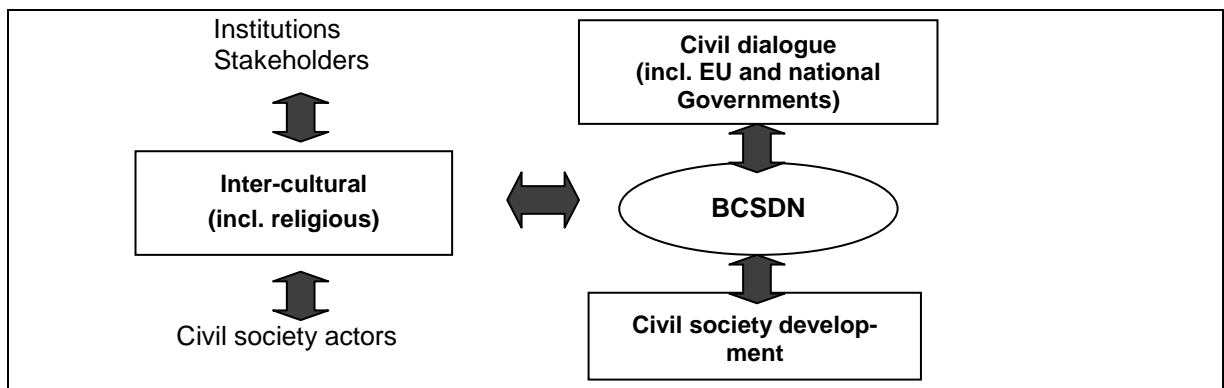 Institutions
Stakeholders
Civil dialogue
(incl. EU and national
Governments)
Inter-cultural
(incl. religious)
BCSDN
Civil society actors
Civil society develop-
ment